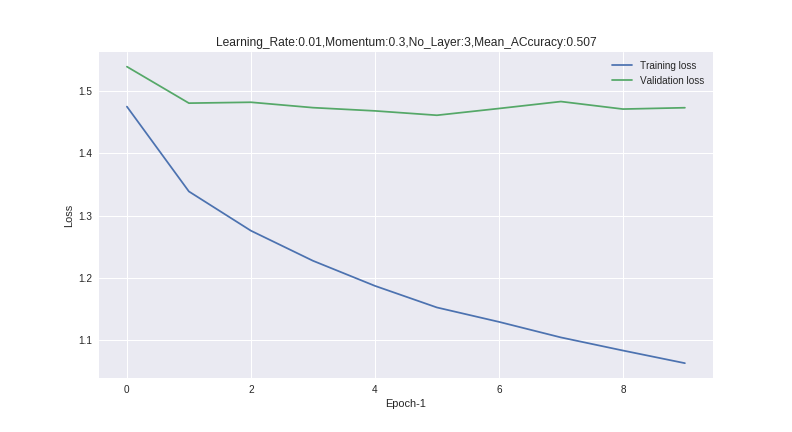 Learning_Rate:0.01,Momentum:0.3,No_Layer:3,Mean_ACcuracy:0.507
Training loss
Validation loss
1.5
1.4
1.3
1.2
1.1
Loss
0
2
4
6
8
Epoch-1